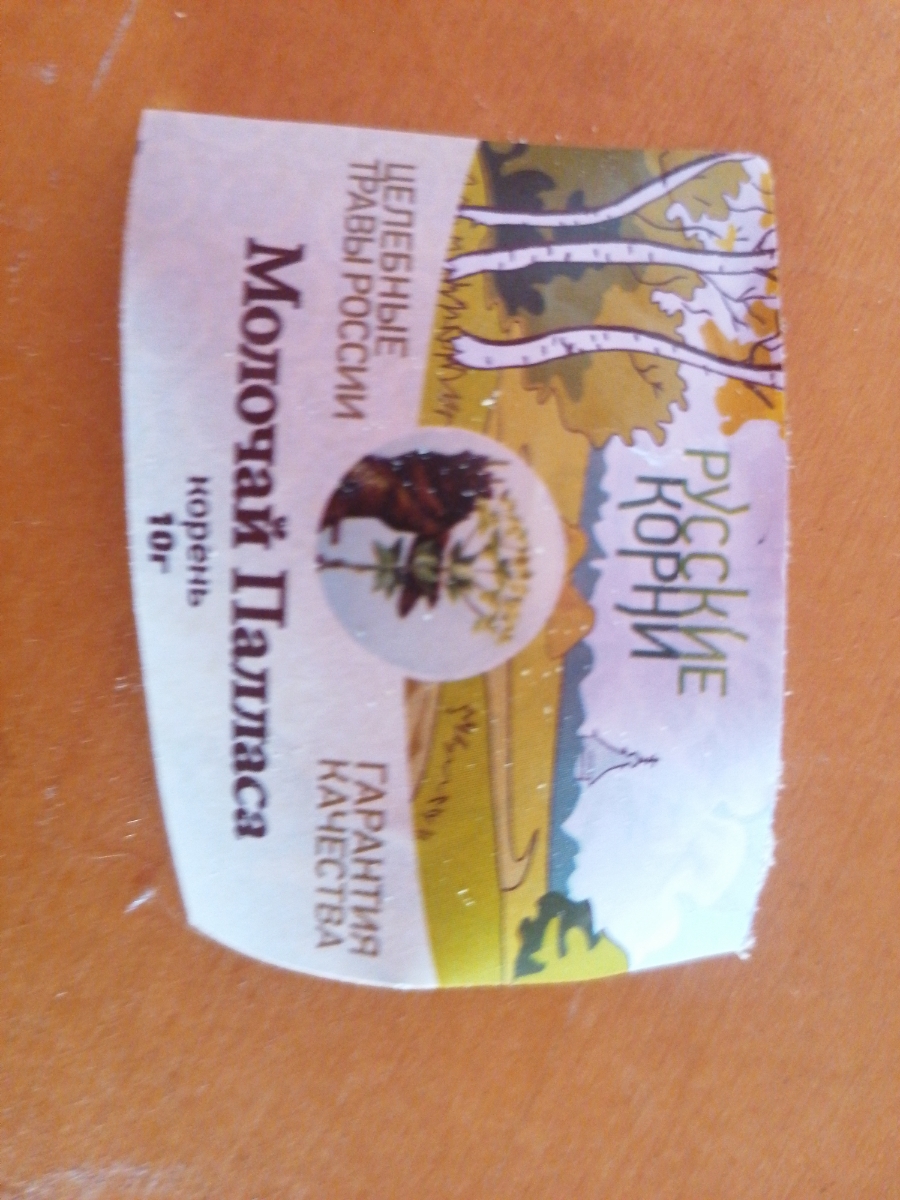 РУССКИЕ
КОРНИ
ЦЕЛЕБНЫЕ
ТРАВЫ РОССИИ
ГАРАНТИЯ
КАЧЕСТВА
Молочай Палласа
корень
10г